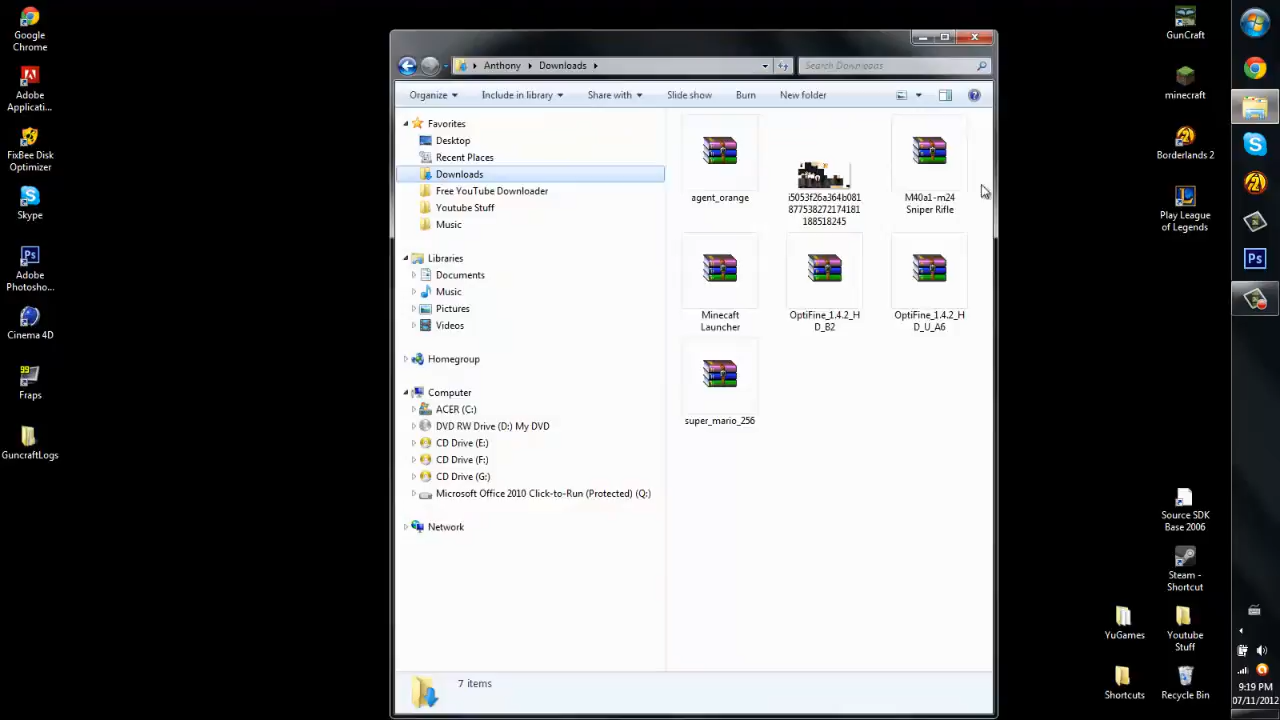 Google
Chrome
Adobe
Applicati...
FixBee Disk
Optimizer
Skype
Adobe
Photosho...
Cinema 4D
99
Fraps
GuncraftLogs
Anthony
Downloads
Search Downloads
Organize
Include in library
Share with
Slide show
Burn
New folder
Favorites
Desktop
Recent Places
Downloads
Free YouTube Downloader
Youtube Stuff
Music
Libraries
Documents
Music
Pictures
Videos
Homegroup
Computer
ACER (C:)
DVD RW Drive (D:) My DVD
CD Drive (E:)
CD Drive (F:)
CD Drive (G:)
Microsoft Office 2010 Click-to-Run (Protected) (Q:)
Network
agent_orange
i5053f26a364b081
877538272174181
188518245
M40a1-m24
Sniper Rifle
Minecaft
Launcher
OptiFine_1.4.2_H
D_B2
OptiFine_1.4.2_H
D_U_A6
super_mario_256
7 items
GunCraft
minecraft
Borderlands 2
Play League
of Legends
Source SDK
Base 2006
Steam -
Shortcut
YuGames
Youtube
Stuff
Shortcuts
Recycle Bin
Ps
9:19 PM
07/11/2012